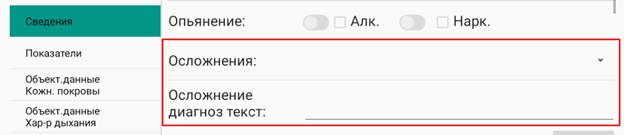 Сведения
Показатели
Объект.данные
Кожн. покровы
Объект.данные
Хар-р дыхания
Опьянение: Алк. Нарк.
Осложнения:
Осложнение
диагноз текст: